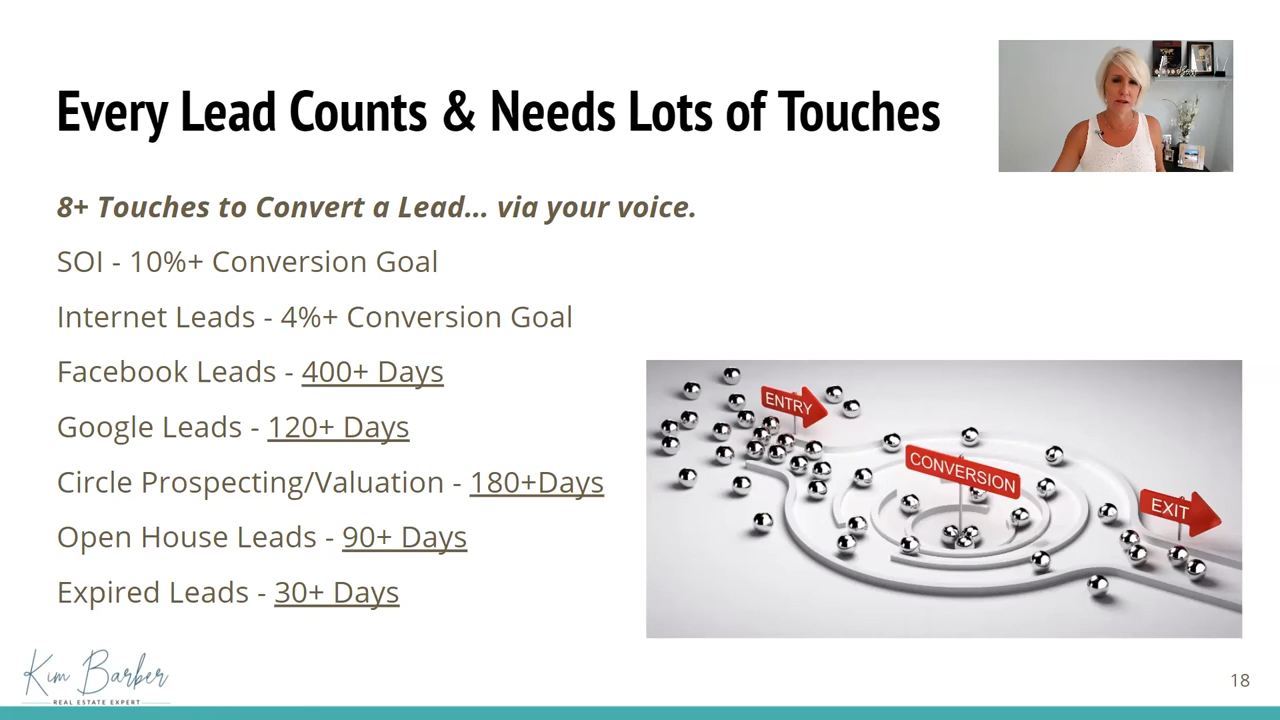 Every Lead Counts & Needs Lots of Touches
8+ Touches to Convert a Lead... via your voice.
SOI - 10%+ Conversion Goal
Internet Leads - 4%+ Conversion Goal
Facebook Leads - 400+ Days
Google Leads - 120+ Days
Circle Prospecting/Valuation - 180+Days
Open House Leads - 90+ Days
Expired Leads - 30+ Days
ENTRY
CONVERSION
EXIT
Kim Barber
REAL ESTATE EXPERT
18